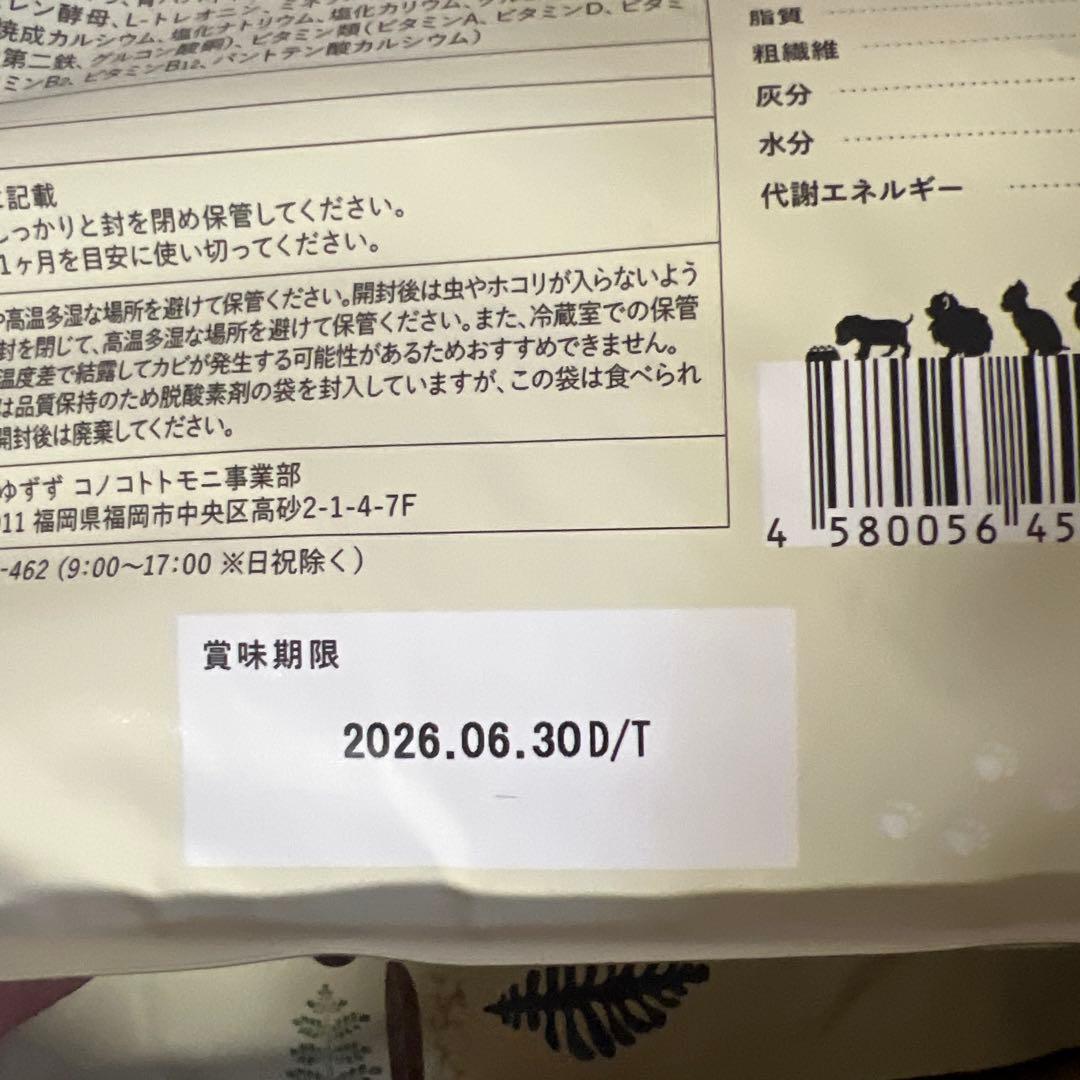 レン酵母、L-トレオニン、
焼成カルシウム、塩化ナトリウム、塩化カリウム、
第二鉄、グルコン酸銅)、ビタミン類(ビタミンA、ビタミンD、ビタミ
ミンB2、ビタミンB12、パントテン酸カルシウム)
に記載
しっかりと封を閉め保管してください。
1ヶ月を目安に使い切ってください。
や高温多湿な場所を避けて保管ください。開封後は虫やホコリが入らないよう
封を閉じて、高温多湿な場所を避けて保管ください。また、冷蔵室での保管
温度差で結露してカビが発生する可能性があるためおすすめできません。
は品質保持のため脱酸素剤の袋を封入していますが、この袋は食べられ
開封後は廃棄してください。
ゆずず コノコトトモニ事業部
011 福岡県福岡市中央区高砂2-1-4-7F
-462 (9:00～17:00 ※日祝除く)
脂質
粗繊維
灰分
水分
代謝エネルギー
4 580056 45
賞味期限
2026.06.30D/T